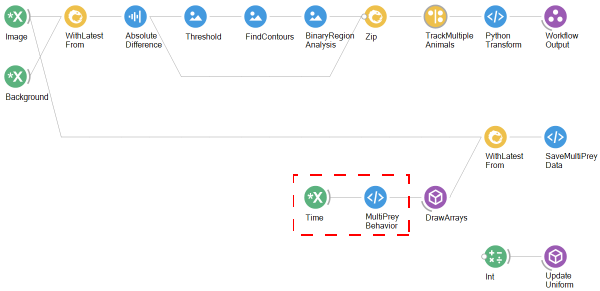 Image
WithLatest
From
Absolute
Difference
Threshold
FindContours
BinaryRegion
Analysis
Zip
TrackMultiple
Animals
Python
Transform
Workflow
Output
Background
WithLatest
From
SaveMultiPrey
Data
Time
MultiPrey
Behavior
DrawArrays
Int
Update
Uniform